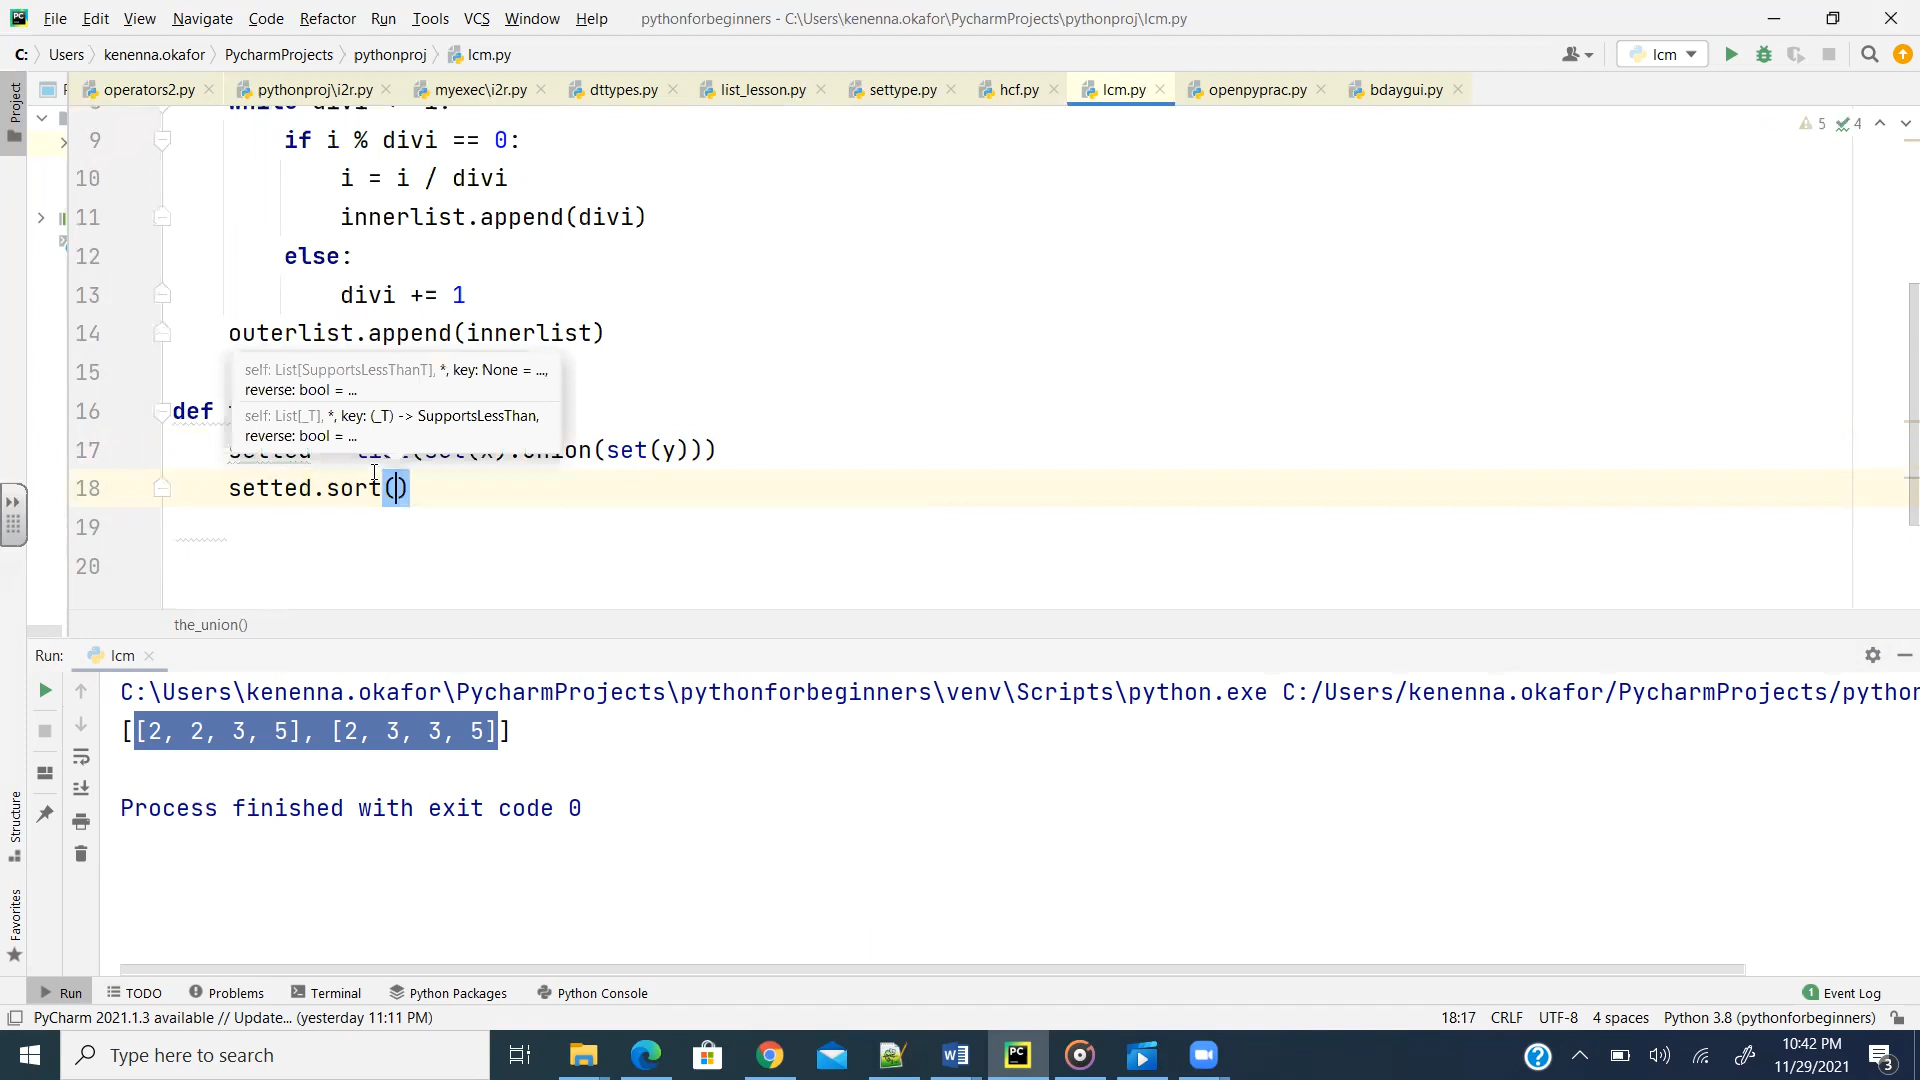 File Edit View Navigate Code Refactor Run Tools VCS Window Help pythonforbeginners - C:\Users\kenenna.okafor\PycharmProjects\pythonproj\lcm.py
C: Users kenenna.okafor PycharmProjects pythonproj lcm.py lcm
Project operators2.py pythonproj\i2r.py myexec\i2r.py dttypes.py list_lesson.py settype.py hcf.py lcm.py openpyprac.py bdaygui.py
5 4
9 if i % divi == 0:
10 i = i / divi
11 innerlist.append(divi)
12 else:
13 divi += 1
14 outerlist.append(innerlist)
15
self: List[SupportsLessThanT], *, key: None = ...,
reverse: bool = ...
16 def
self: List[_T], *, key: (_T) -> SupportsLessThan,
reverse: bool = ...
17 (set(y)))
18 setted.sort()
19
20
the_union()
Run: lcm
C:\Users\kenenna.okafor\PycharmProjects\pythonforbeginners\venv\Scripts\python.exe C:/Users/kenenna.okafor/PycharmProjects/python
[[2, 2, 3, 5], [2, 3, 3, 5]]
Process finished with exit code 0
Structure
Favorites
Run TODO Problems Terminal Python Packages Python Console 1 Event Log
PyCharm 2021.1.3 available // Update... (yesterday 11:11 PM) 18:17 CRLF UTF-8 4 spaces Python 3.8 (pythonforbeginners)
Type here to search
10:42 PM
11/29/2021
3